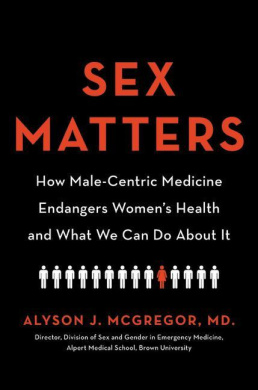 SEX
MATTERS
How Male-Centric Medicine
Endangers Women's Health
and What We Can Do About It
ALYSON J. MCGREGOR, MD.
Director, Division of Sex and Gender in Emergency Medicine,
Alpert Medical School, Brown University